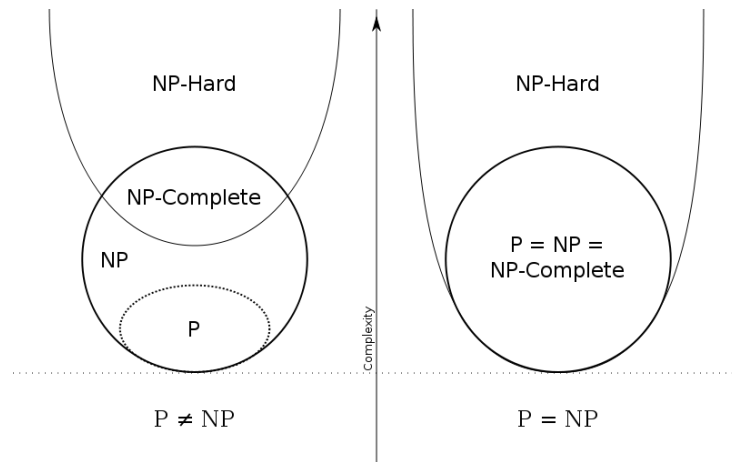 NP-Hard
NP-Complete
NP
P
P ≠ NP
Complexity
NP-Hard
P = NP =
NP-Complete
P = NP